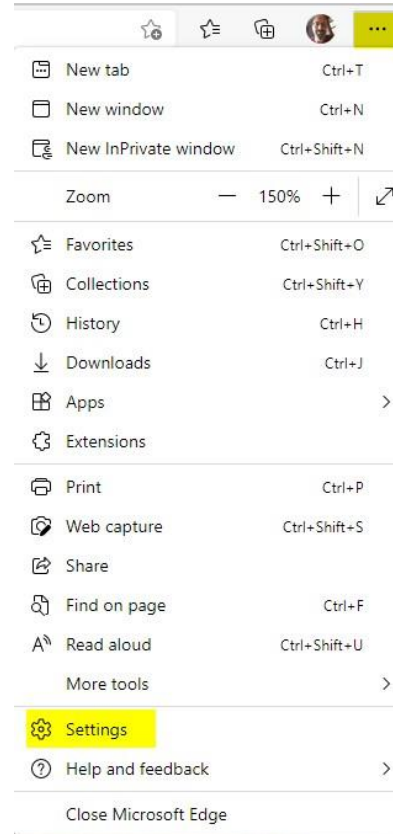 New tab Ctrl+T
New window Ctrl+N
New InPrivate window Ctrl+Shift+N
Zoom — 150% +
Favorites Ctrl+Shift+O
Collections Ctrl+Shift+Y
History Ctrl+H
Downloads Ctrl+J
Apps
Extensions
Print Ctrl+P
Web capture Ctrl+Shift+S
Share
Find on page Ctrl+F
Read aloud Ctrl+Shift+U
More tools
Settings
Help and feedback
Close Microsoft Edge